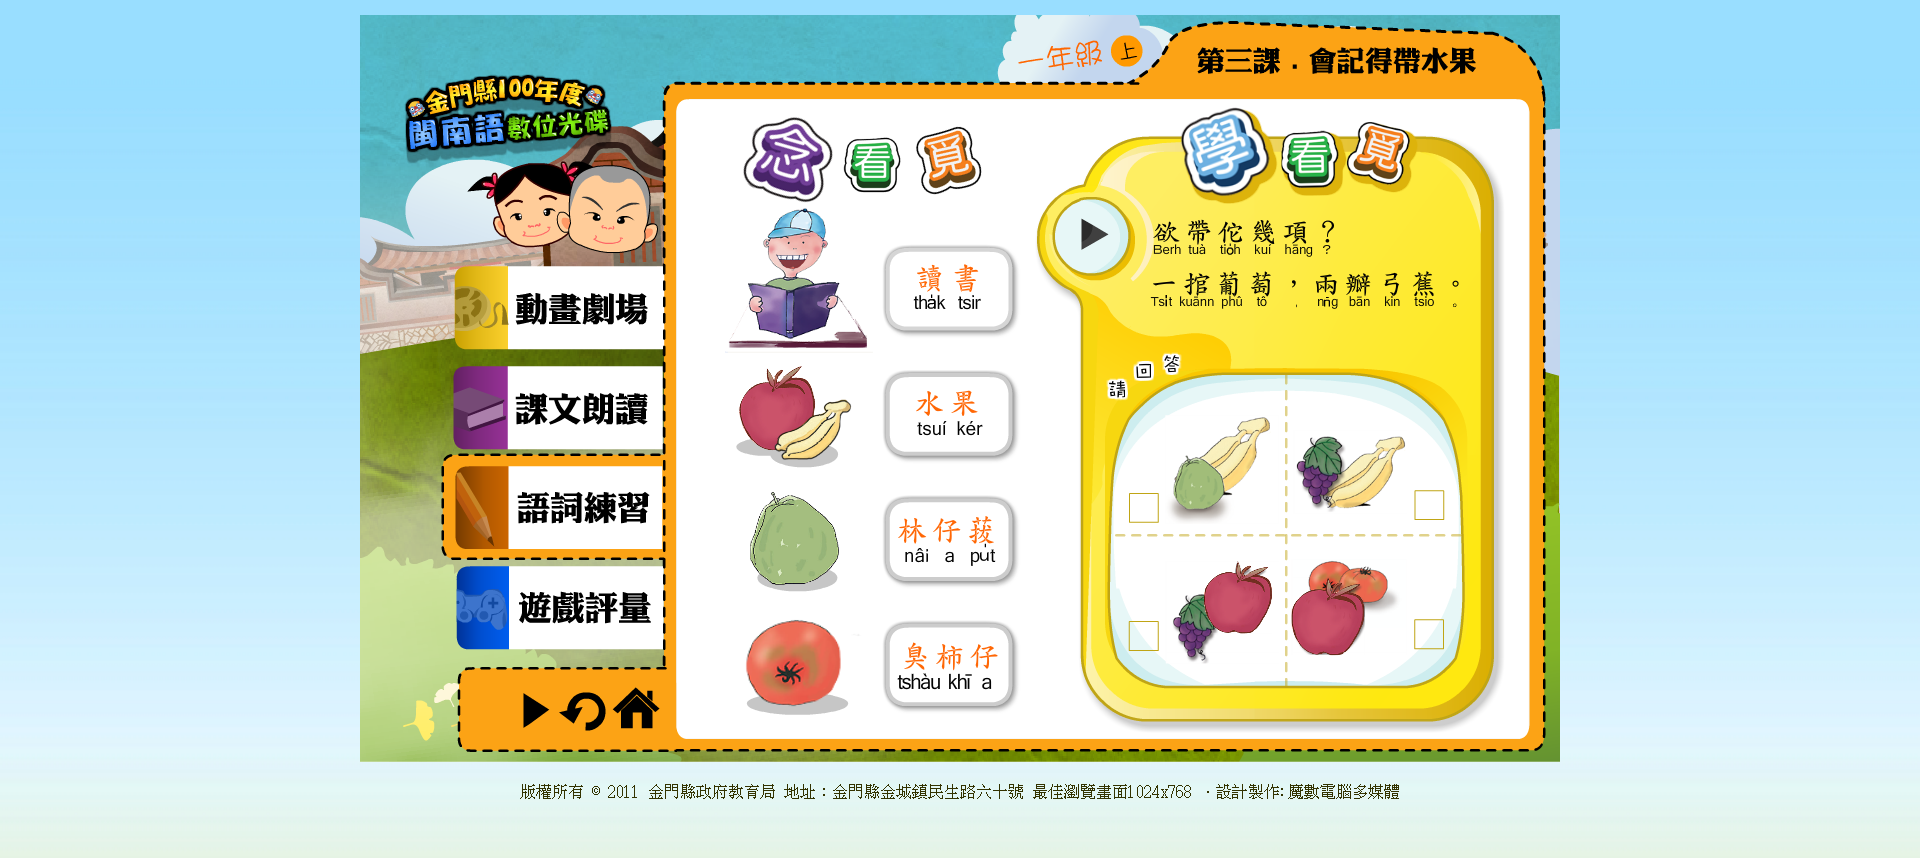 一年級 上
第三課．會記得帶水果
金門縣100年度
閩南語數位光碟
動畫劇場
課文朗讀
語詞練習
遊戲評量
念看覓
讀書
tha̍k tsir
水果
tsuí kér
林仔菝
nâi a pu̍t
臭柿仔
tshàu khī a
學看覓
欲帶佗幾項？
Berh tuà tio̍h kuí hāng ?
一捾葡萄，兩瓣弓蕉。
Tsi̍t kuānn phû tô , nn̄g bān kin tsio 。
請回答
版權所有 © 2011 金門縣政府教育局 地址：金門縣金城鎮民生路六十號 最佳瀏覽畫面1024x768 ‧設計製作: 魔數電腦多媒體